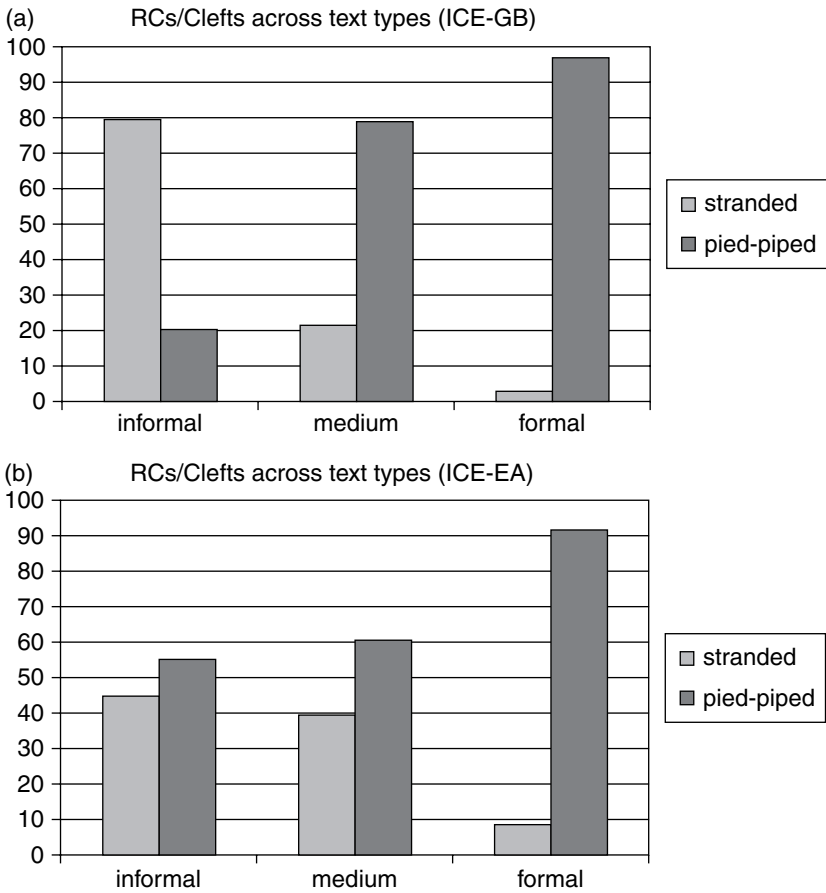 (a) RCs/Clefts across text types (ICE-GB)
100
90
80
70
60
50
40
30
20
10
0
informal medium formal
stranded
pied-piped
(b) RCs/Clefts across text types (ICE-EA)
100
90
80
70
60
50
40
30
20
10
0
informal medium formal
stranded
pied-piped